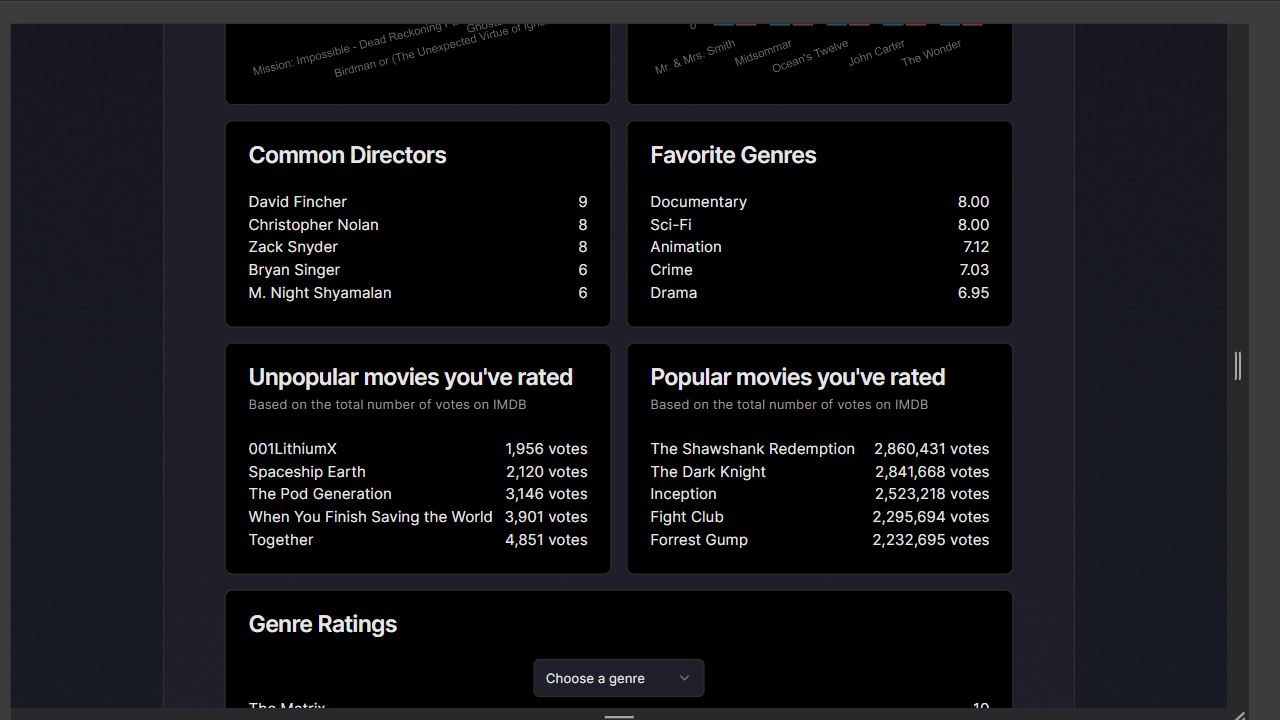 Mission: Impossible - Dead Reckoning
Birdman or (The Unexpected Virtue of
0
Mr. & Mrs. Smith
Midsommar
Ocean's Twelve
John Carter
The Wonder
Common Directors
David Fincher 9
Christopher Nolan 8
Zack Snyder 8
Bryan Singer 6
M. Night Shyamalan 6
Favorite Genres
Documentary 8.00
Sci-Fi 8.00
Animation 7.12
Crime 7.03
Drama 6.95
Unpopular movies you've rated
Based on the total number of votes on IMDB
001LithiumX 1,956 votes
Spaceship Earth 2,120 votes
The Pod Generation 3,146 votes
When You Finish Saving the World 3,901 votes
Together 4,851 votes
Popular movies you've rated
Based on the total number of votes on IMDB
The Shawshank Redemption 2,860,431 votes
The Dark Knight 2,841,668 votes
Inception 2,523,218 votes
Fight Club 2,295,694 votes
Forrest Gump 2,232,695 votes
Genre Ratings
Choose a genre
The Matrix 10